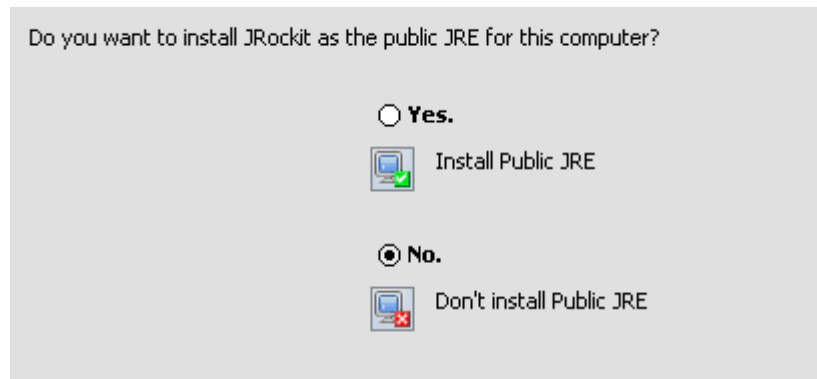 Do you want to install JRockit as the public JRE for this computer?
Yes.
Install Public JRE
No.
Don't install Public JRE